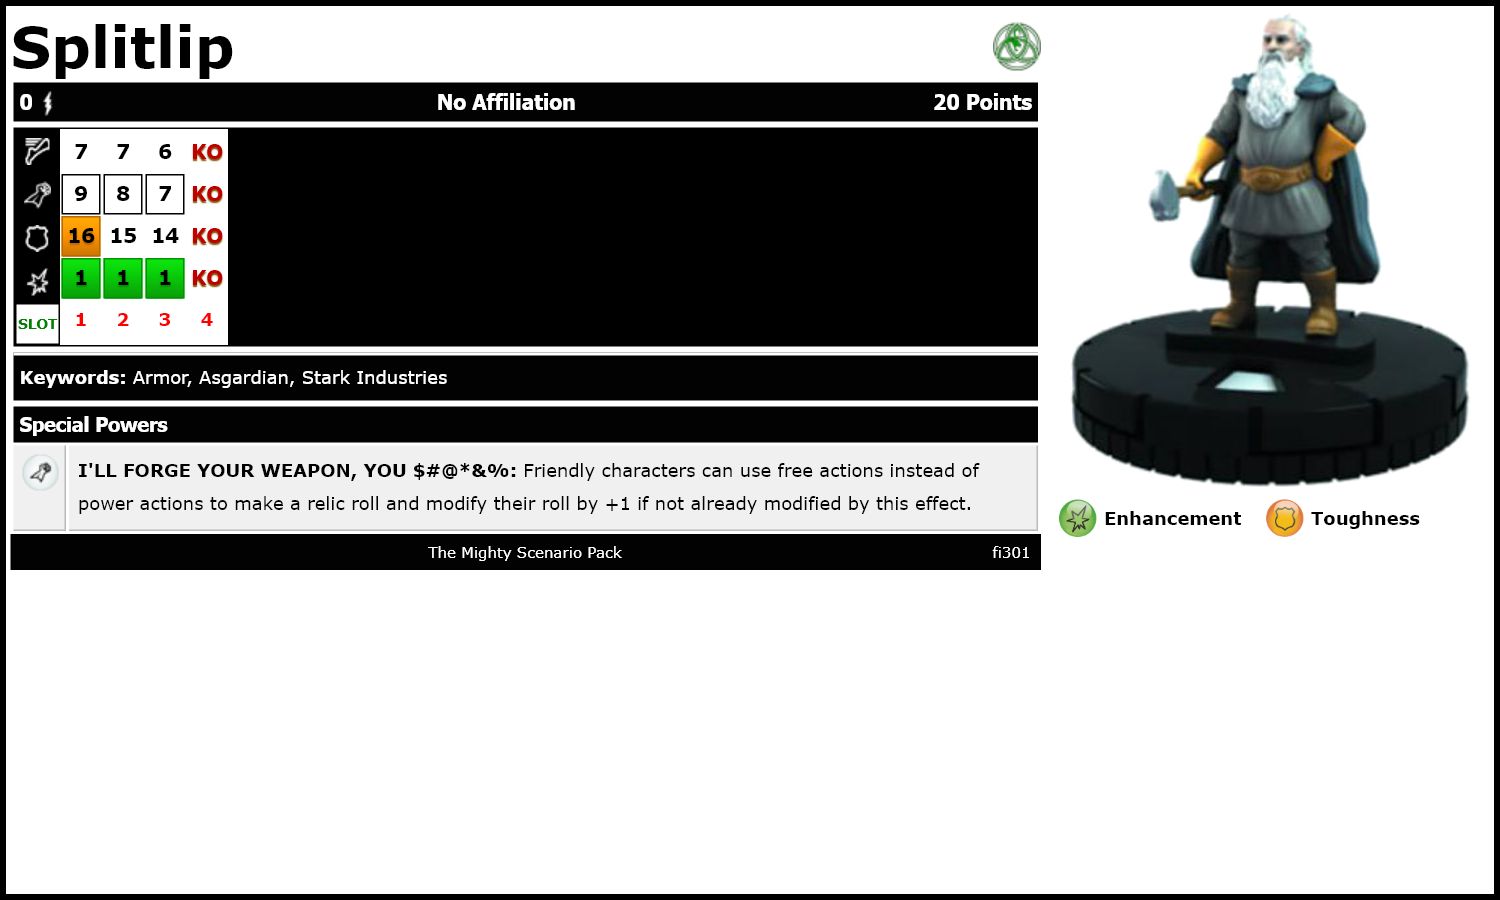 Splitlip
0 No Affiliation 20 Points
7 7 6 KO
9 8 7 KO
16 15 14 KO
1 1 1 KO
SLOT 1 2 3 4
Keywords: Armor, Asgardian, Stark Industries
Special Powers
I'LL FORGE YOUR WEAPON, YOU $#@*&%: Friendly characters can use free actions instead of
power actions to make a relic roll and modify their roll by +1 if not already modified by this effect.
The Mighty Scenario Pack fi301
Enhancement Toughness